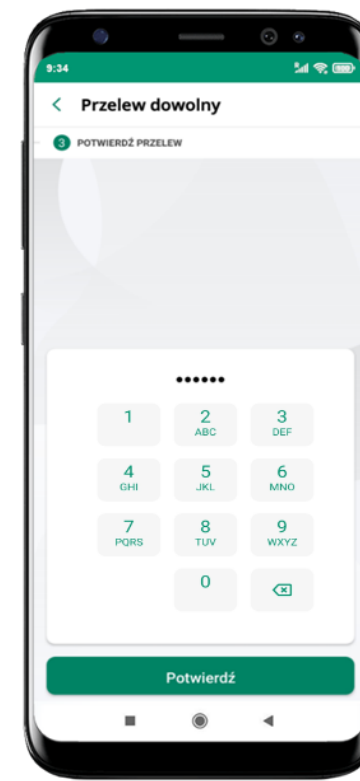 9:34
Przelew dowolny
3 POTWIERDŹ PRZELEW
••••••
1 2 3
ABC DEF
4 5 6
GHI JKL MNO
7 8 9
PQRS TUV WXYZ
0
Potwierdź